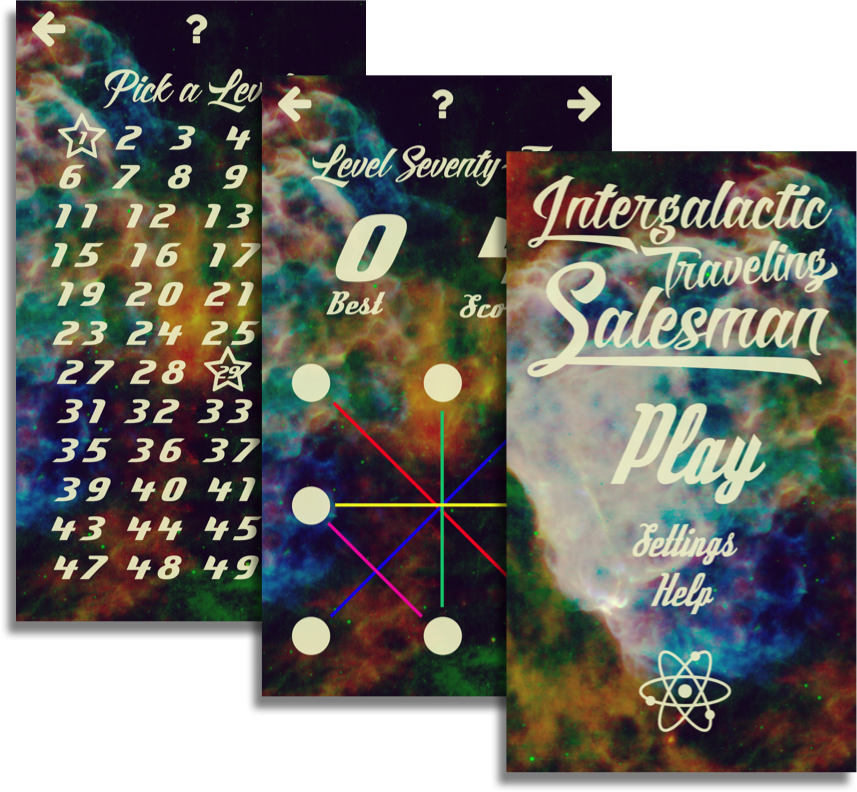 ?
Pick a
1 2 3 4
6 7 8 9
11 12 13
15 16 17
19 20 21
23 24 25
27 28 29
31 32 33
35 36 37
39 40 41
43 44 45
47 48 49
?
Level Seventy-
0
Best
Intergalactic
Traveling
Salesman
Play
Settings
Help